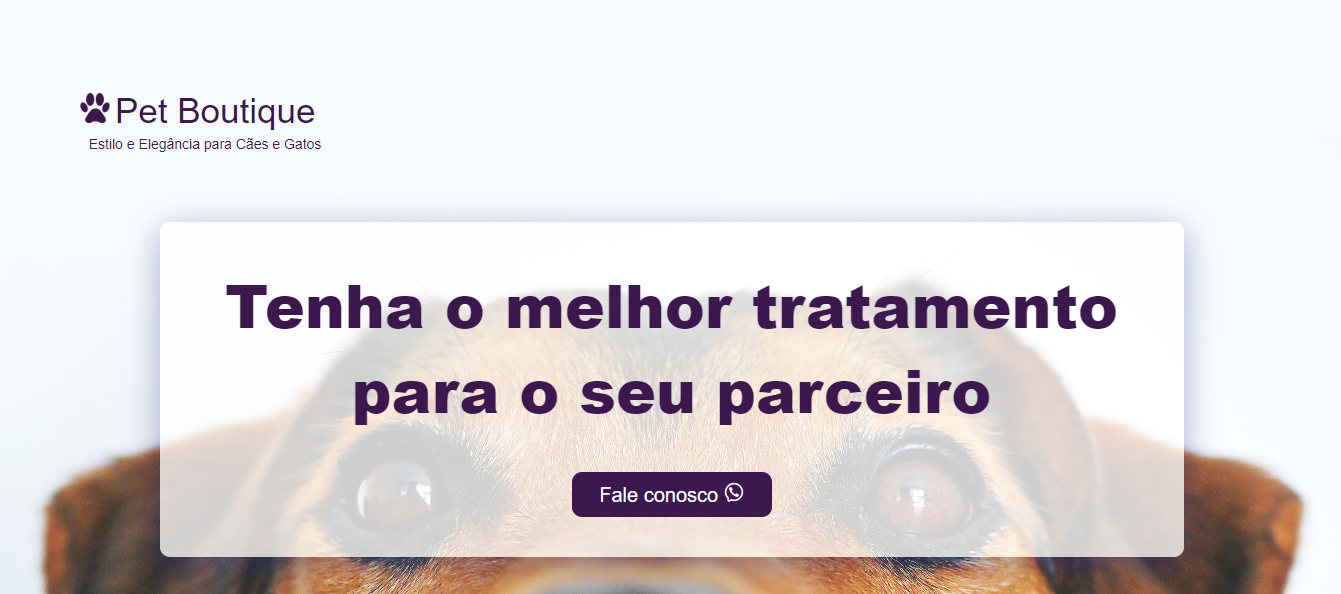 Pet Boutique
Estilo e Elegância para Cães e Gatos
Tenha o melhor tratamento
para o seu parceiro
Fale conosco